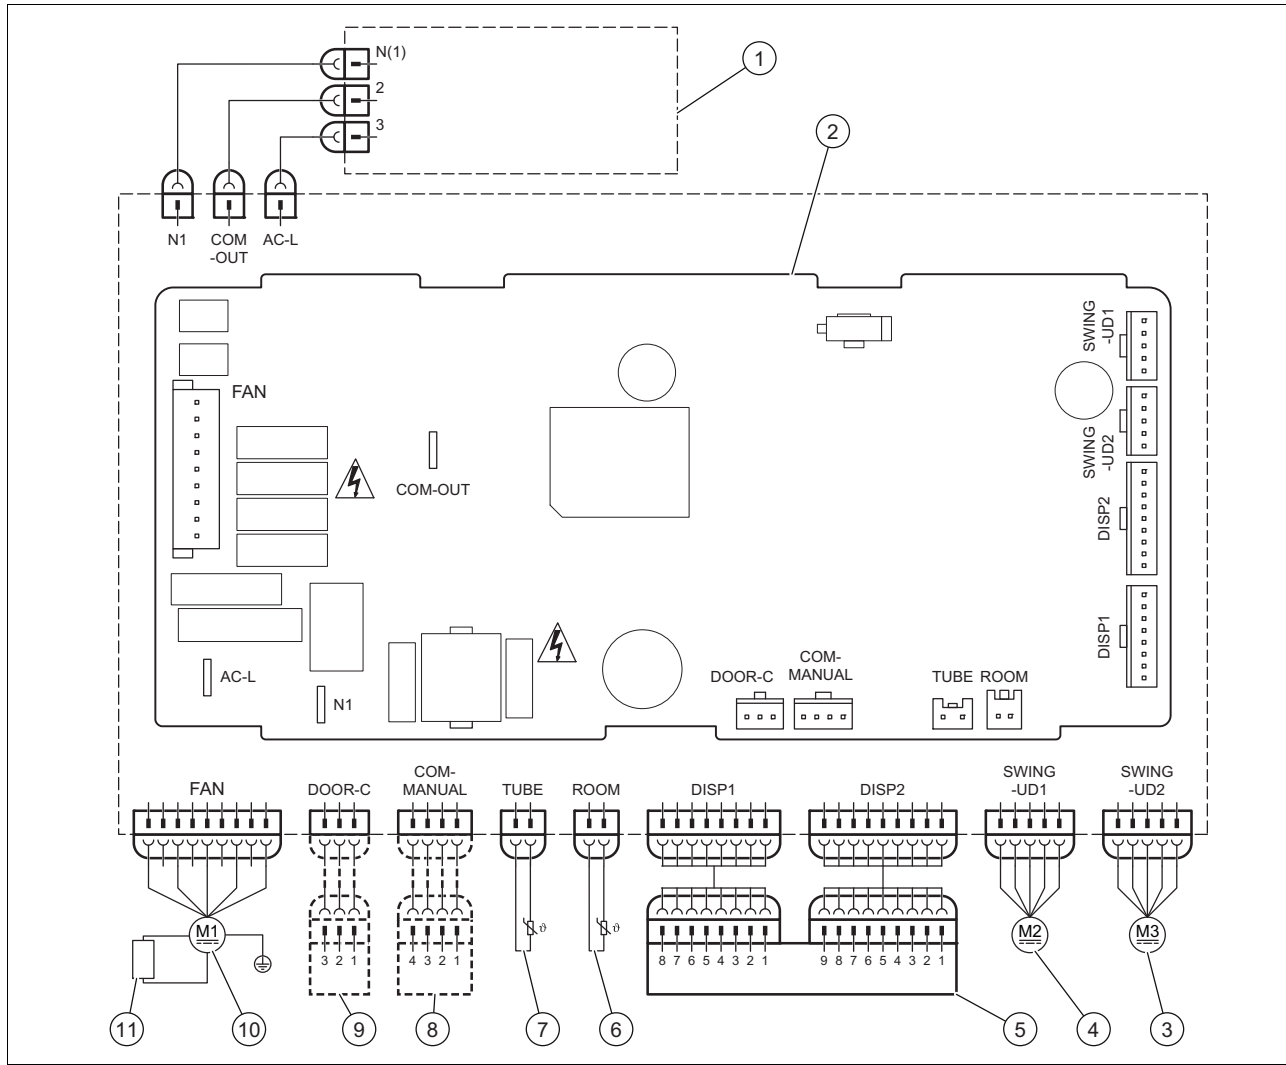 N(1)
1
2
3
2
N1
COM
-OUT
AC-L
FAN
COM-OUT
AC-L
N1
SWING
-UD1
SWING
-UD2
DISP2
DISP1
DOOR-C
COM-
MANUAL
TUBE
ROOM
FAN
DOOR-C
COM-
MANUAL
TUBE
ROOM
DISP1
DISP2
SWING
-UD1
SWING
-UD2
M1
M2
M3
ϑ
ϑ
3 2 1
4 3 2 1
8 7 6 5 4 3 2 1
9 8 7 6 5 4 3 2 1
11
10
9
8
7
6
5
4
3